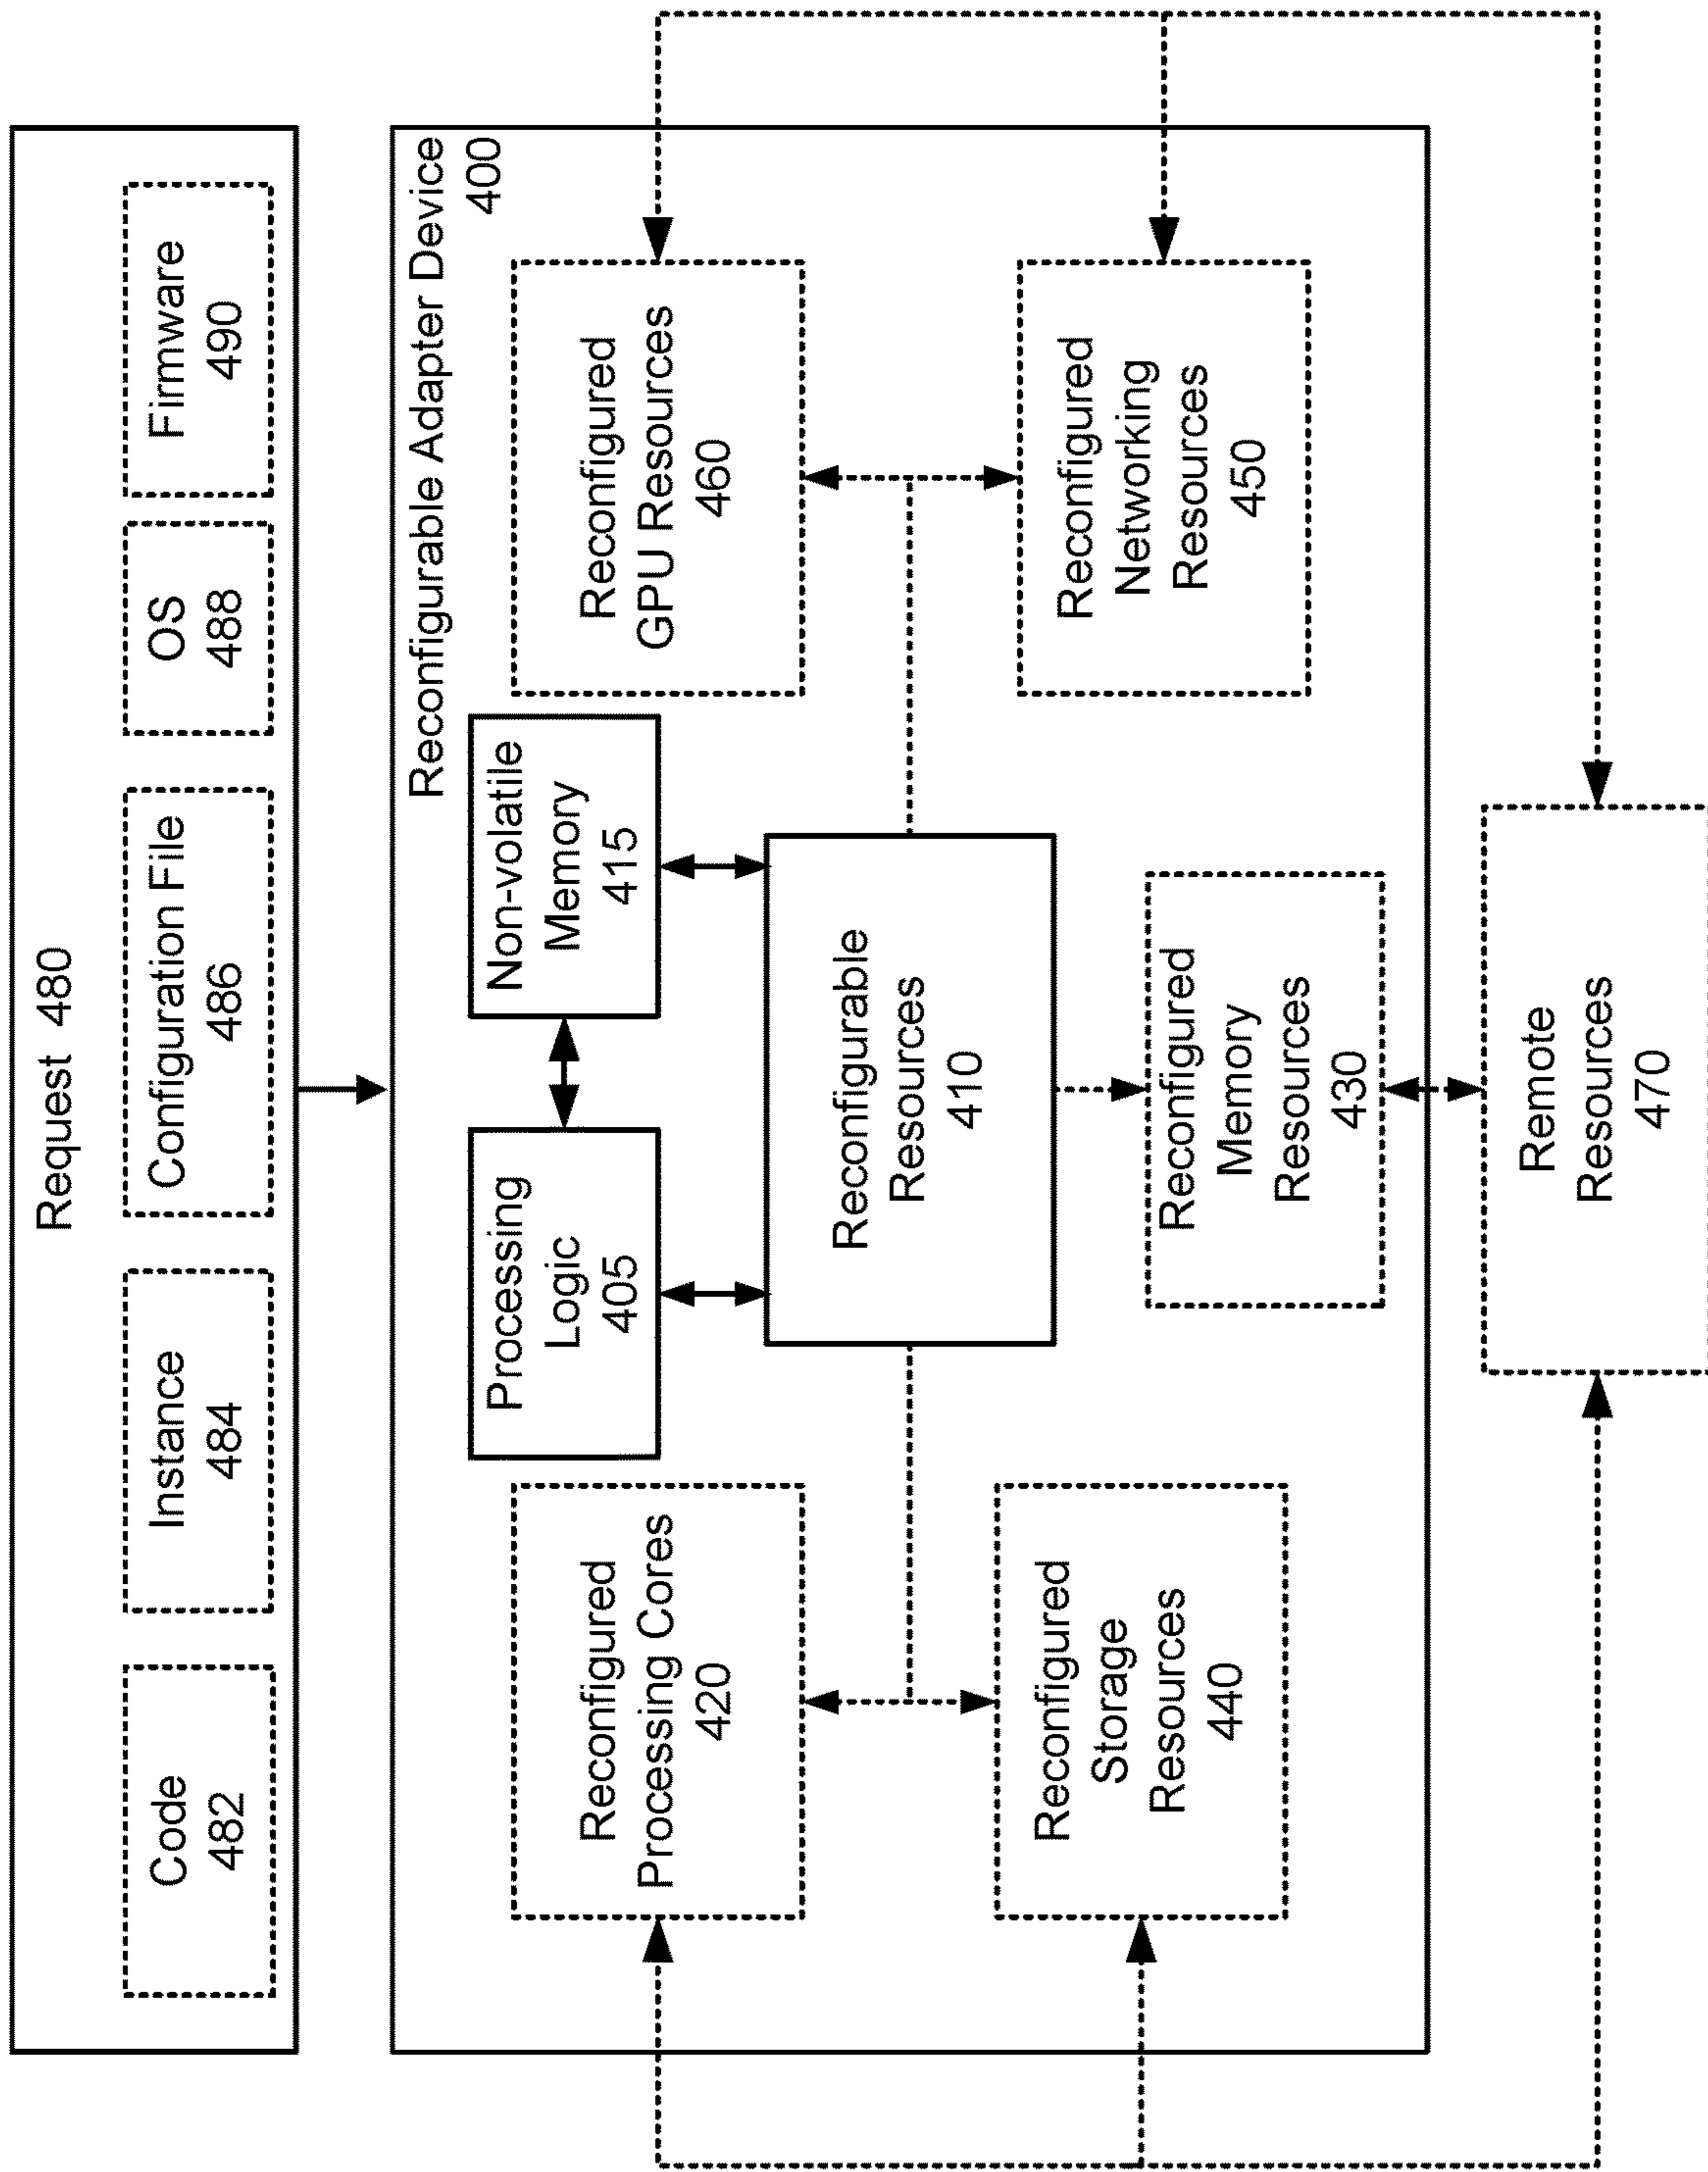 Request 480
Code
482
Instance
484
Configuration File
486
OS
488
Firmware
490
Reconfigurable Adapter Device
400
Reconfigured
Processing Cores
420
Processing
Logic
405
Non-volatile
Memory
415
Reconfigured
GPU Resources
460
Reconfigurable
Resources
410
Reconfigured
Storage
Resources
440
Reconfigured
Memory
Resources
430
Reconfigured
Networking
Resources
450
Remote
Resources
470